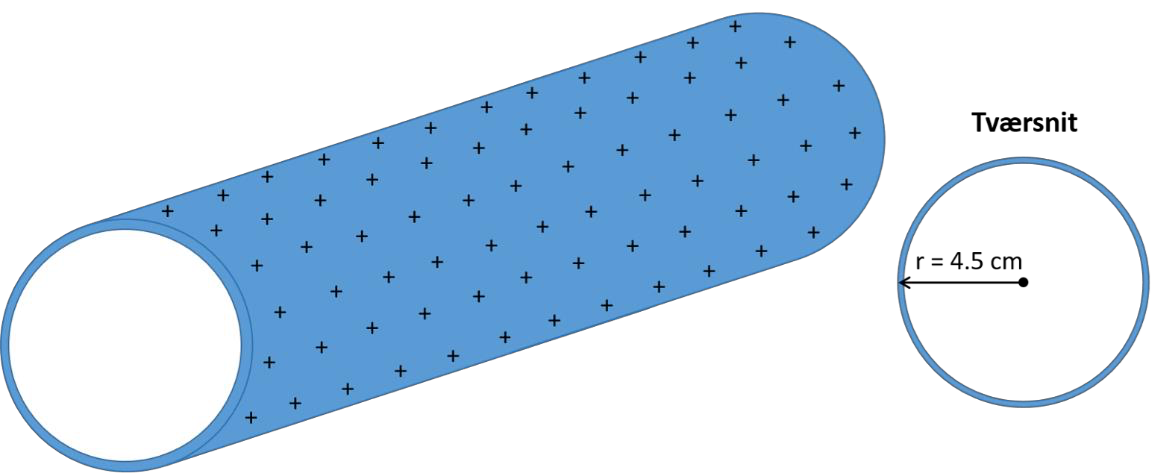 Tværsnit
r = 4.5 cm